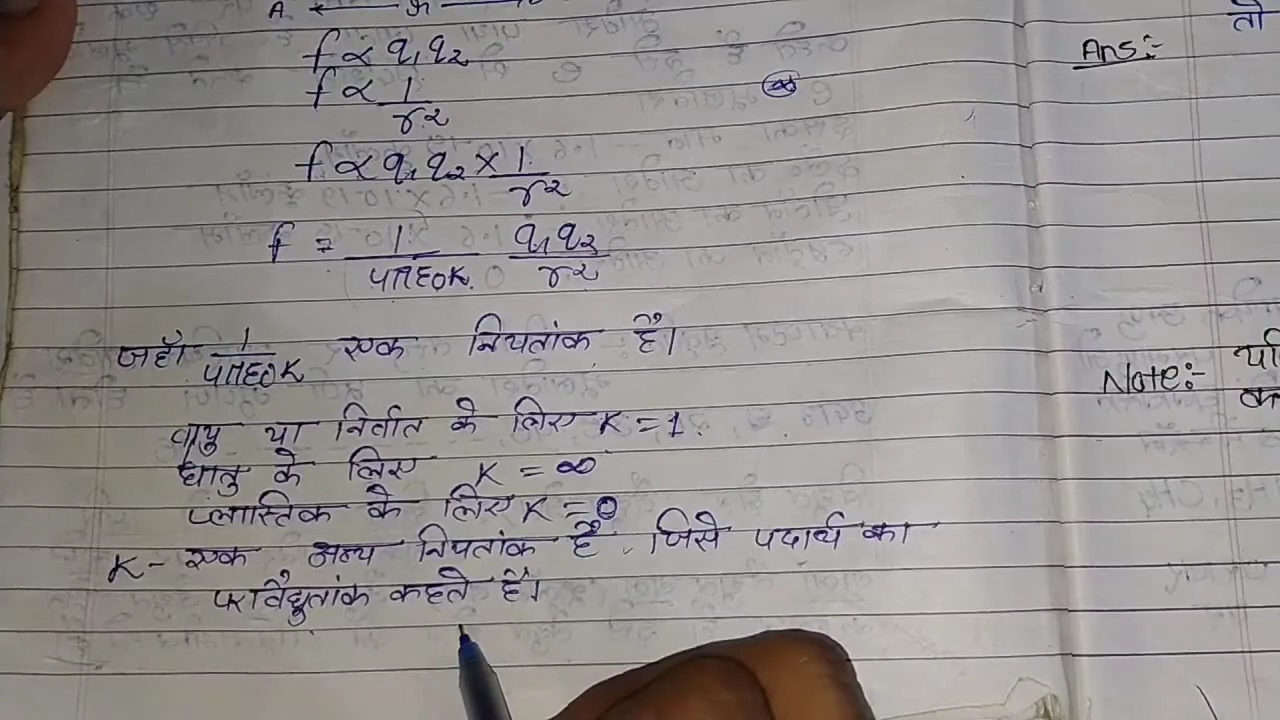 f ∝ q₁q₂
f ∝ 1/r²
f ∝ q₁q₂ × 1/r²
f = 1/4πε₀K q₁q₂/r²
जहाँ 1/4πε₀K एक नियतांक है।
वायु या निर्वात के लिए K = 1.
धातु के लिए K = ∞
प्लास्तिक के लिए K = 0
K - एक अन्य नियतांक है, जिसे पदार्थ का
परावैधुतांक कहते हैं।
Ans:-
तो
Note:-